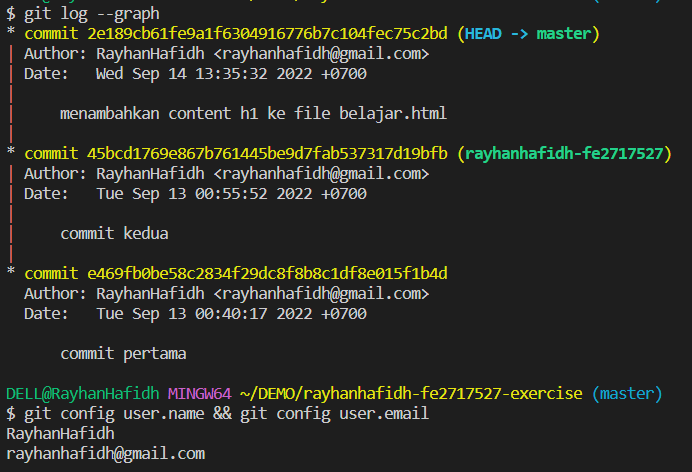 $ git log --graph
* commit 2e189cb61fe9a1f6304916776b7c104fec75c2bd (HEAD -> master)
| Author: RayhanHafidh <rayhanhafidh@gmail.com>
| Date:   Wed Sep 14 13:35:32 2022 +0700
|
|     menambahkan content h1 ke file belajar.html
|
* commit 45bcd1769e867b761445be9d7fab537317d19bfb (rayhanhafidh-fe2717527)
| Author: RayhanHafidh <rayhanhafidh@gmail.com>
| Date:   Tue Sep 13 00:55:52 2022 +0700
|
|     commit kedua
|
* commit e469fb0be58c2834f29dc8f8b8c1df8e015f1b4d
  Author: RayhanHafidh <rayhanhafidh@gmail.com>
  Date:   Tue Sep 13 00:40:17 2022 +0700

      commit pertama

DELL@RayhanHafidh MINGW64 ~/DEMO/rayhanhafidh-fe2717527-exercise (master)
$ git config user.name && git config user.email
RayhanHafidh
rayhanhafidh@gmail.com